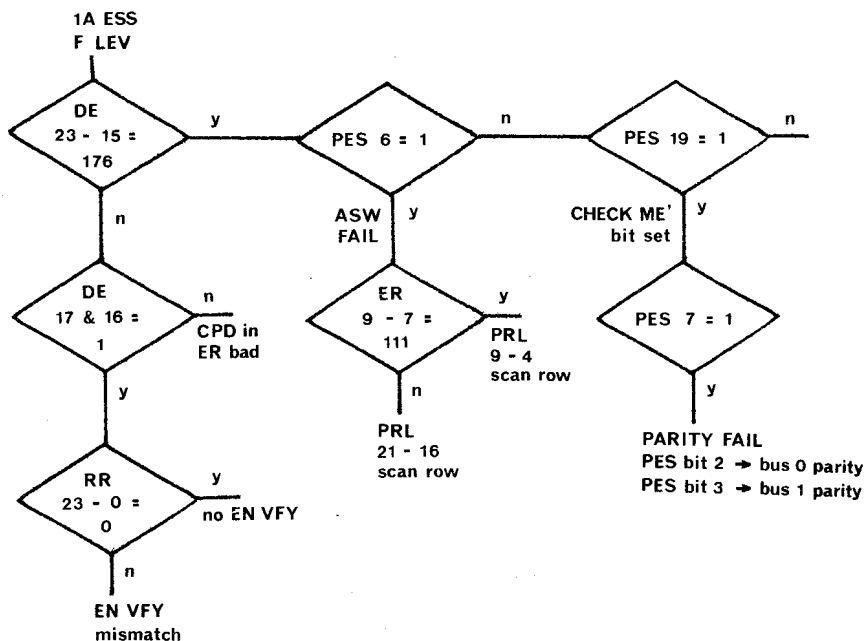 1A ESS
F LEV
DE
23 - 15 =
176
y
PES 6 = 1
n
PES 19 = 1
n
n
ASW
FAIL
y
CHECK ME'
bit set
y
DE
17 & 16 =
1
n
CPD in
ER bad
ER
9 - 7 =
111
y
PRL
9 - 4
scan row
PES 7 = 1
y
n
y
PRL
21 - 16
scan row
PARITY FAIL
PES bit 2 → bus 0 parity
PES bit 3 → bus 1 parity
RR
23 - 0 =
0
y
no EN VFY
n
EN VFY
mismatch